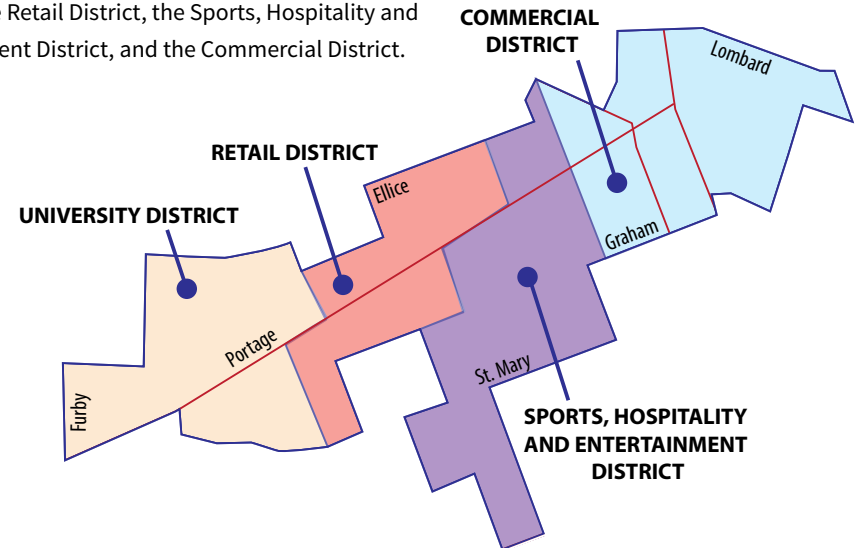 Retail District, the Sports, Hospitality and
District, and the Commercial District.
COMMERCIAL
DISTRICT
Lombard
RETAIL DISTRICT
Ellice
UNIVERSITY DISTRICT
Graham
Portage
St. Mary
Furby
SPORTS, HOSPITALITY
AND ENTERTAINMENT
DISTRICT